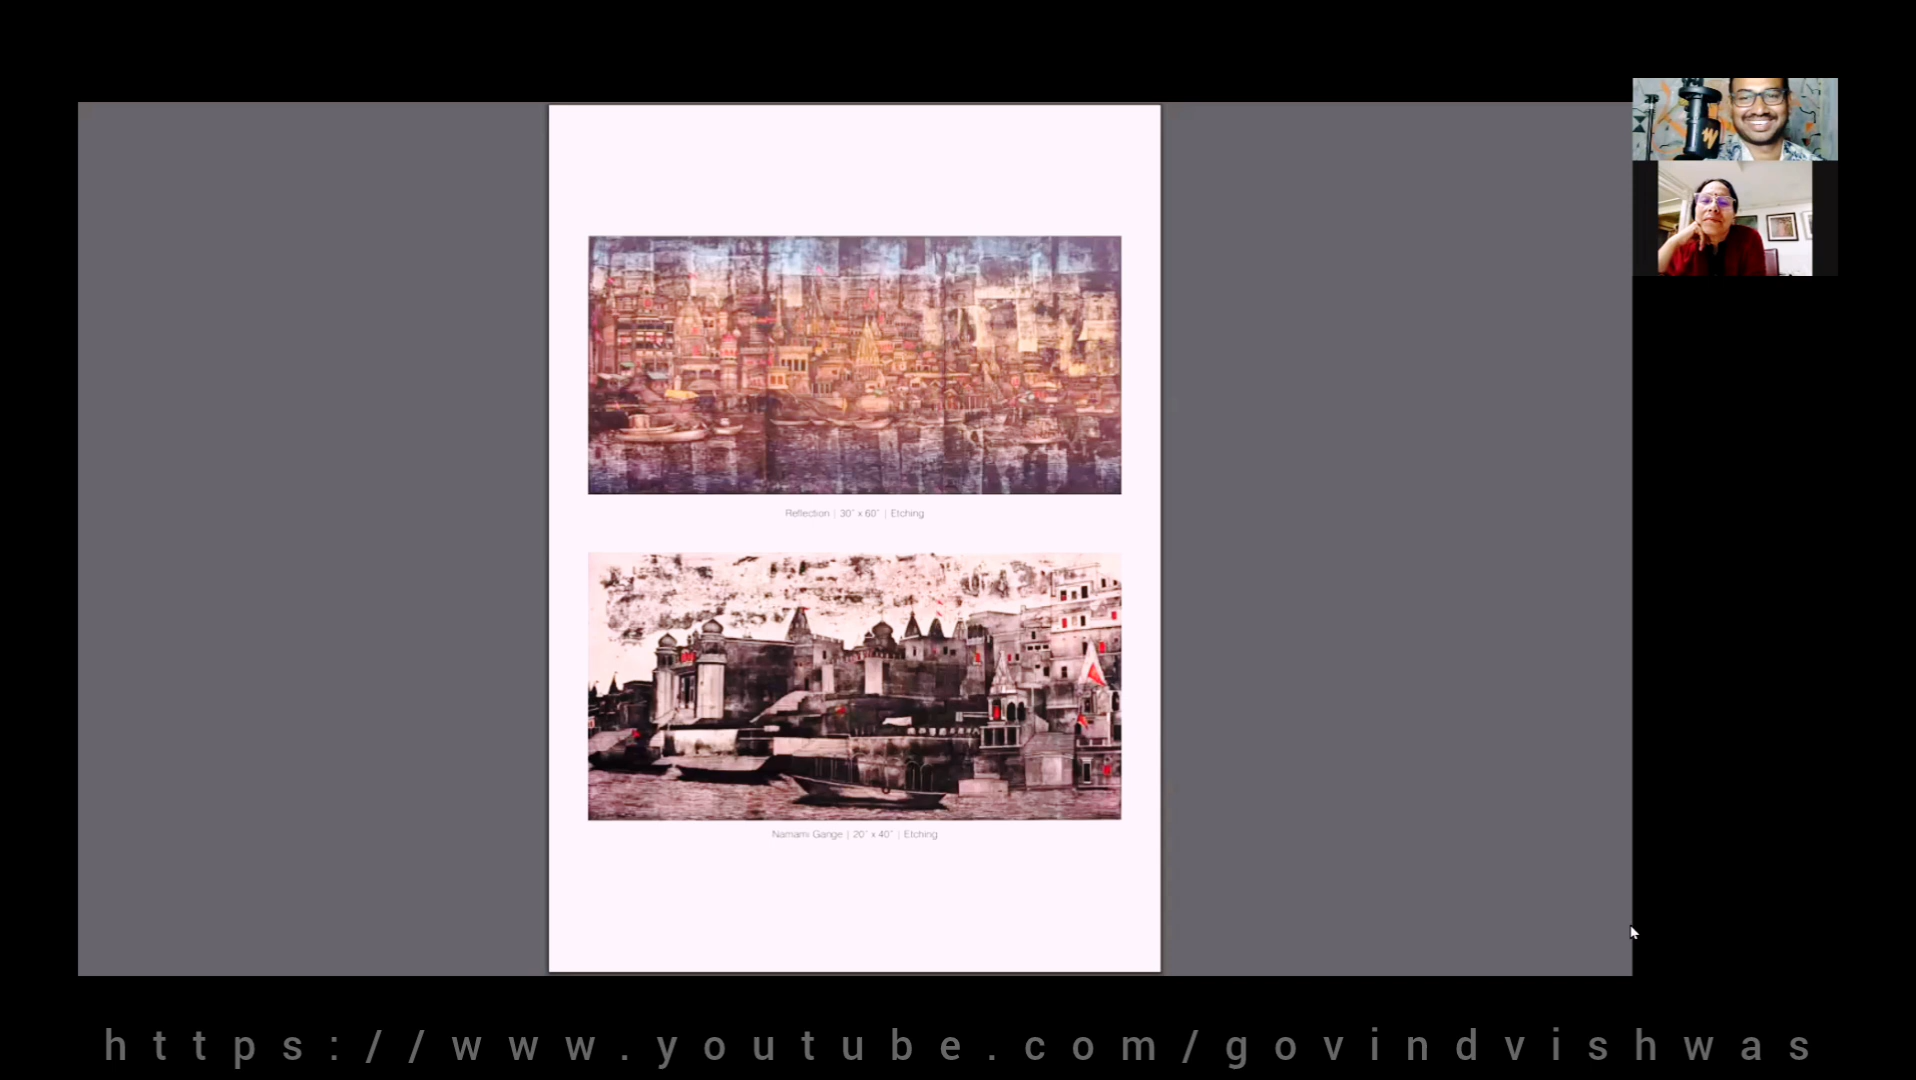 Reflection | 30" x 60" | Etching
Namami Gange | 20" x 40" | Etching
https://www.youtube.com/govindvishwas